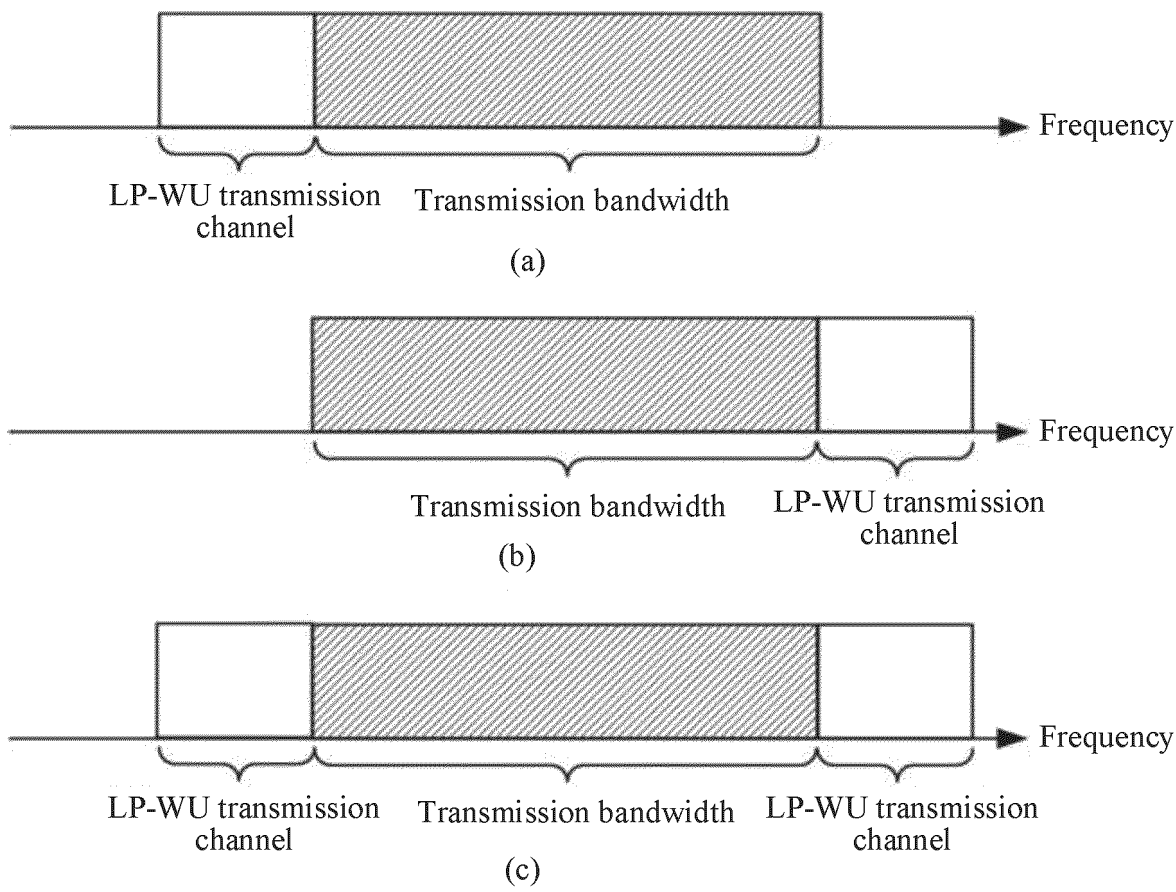 Frequency
LP-WU transmission
channel
Transmission bandwidth
(a)
Frequency
Transmission bandwidth
LP-WU transmission
channel
(b)
Frequency
LP-WU transmission
channel
Transmission bandwidth
LP-WU transmission
channel
(c)